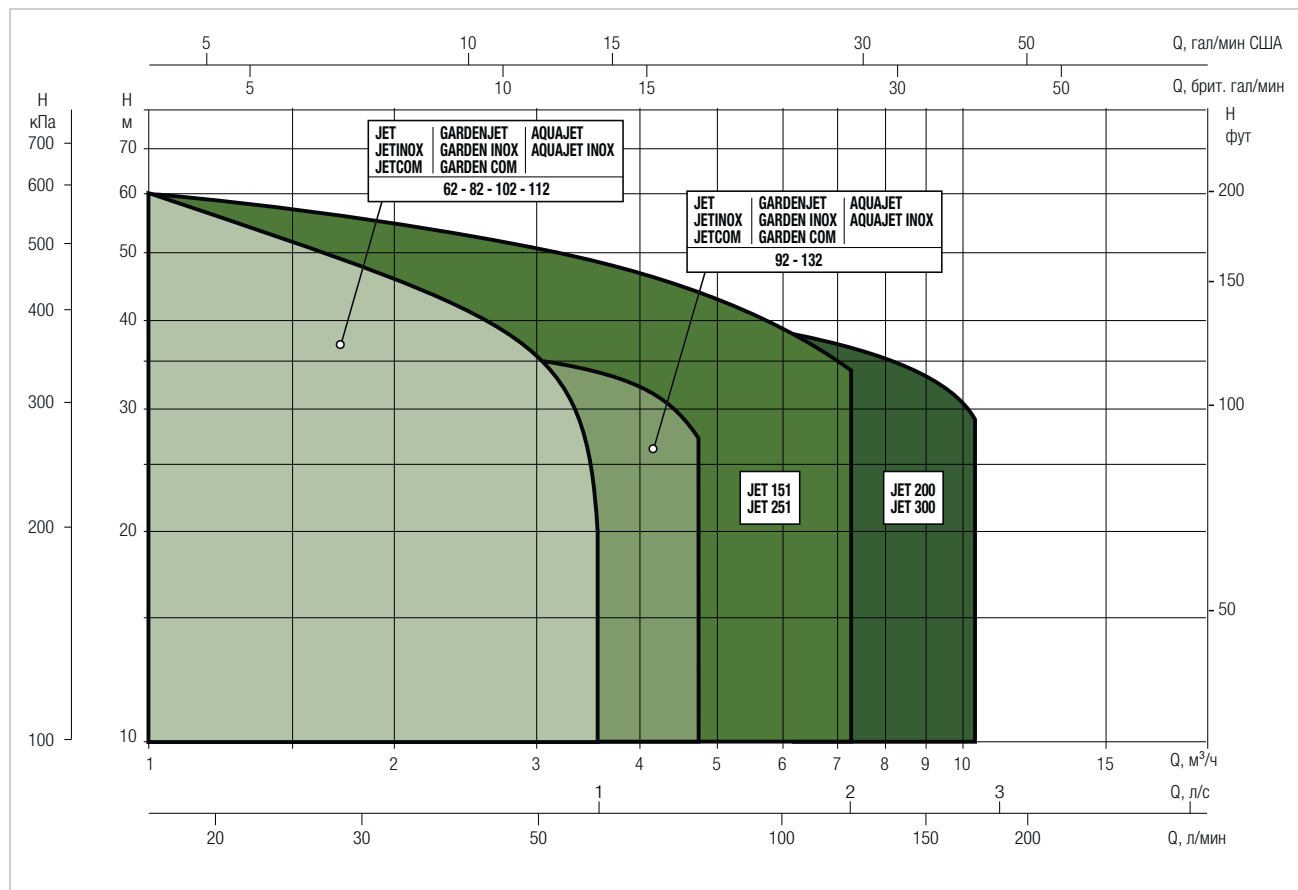 5 10 15 30 50 Q, гал/мин США
5 10 15 30 50 Q, брит. гал/мин
H
кПа
H
м
H
фут
700
600
500
400
300
200
100
70
60
50
40
30
20
10
200
150
100
50
JET GARDENJET AQUAJET
JETINOX GARDEN INOX AQUAJET INOX
JETCOM GARDEN COM
62 - 82 - 102 - 112
JET GARDENJET AQUAJET
JETINOX GARDEN INOX AQUAJET INOX
JETCOM GARDEN COM
92 - 132
JET 151
JET 251
JET 200
JET 300
1 2 3 4 5 6 7 8 9 10 15 Q, м³/ч
1 2 3 Q, л/с
20 30 50 100 150 200 Q, л/мин